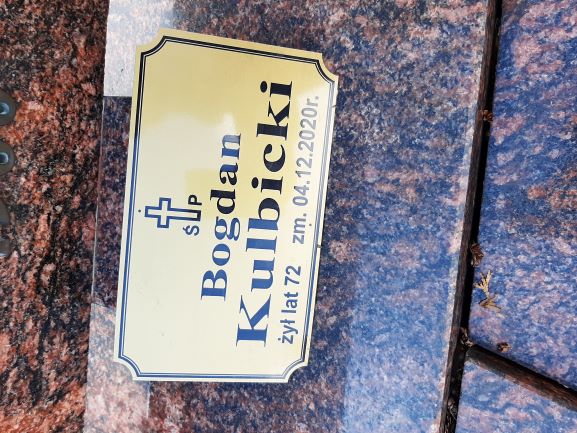 ŚP
Bogdan
Kulbicki
żył lat 72 zm. 04.12.2020r.